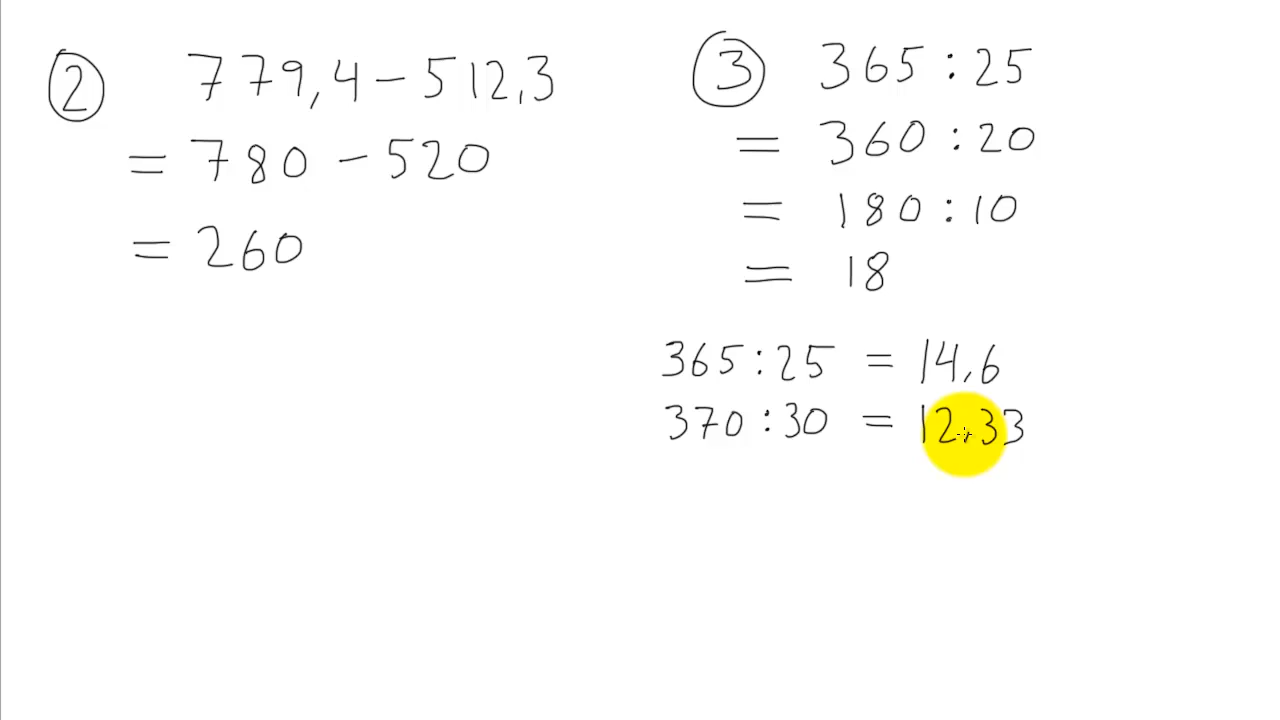 ② 779,4 - 512,3
= 780 - 520
= 260
③ 365 : 25
= 360 : 20
= 180 : 10
= 18
365 : 25 = 14,6
370 : 30 = 12,33